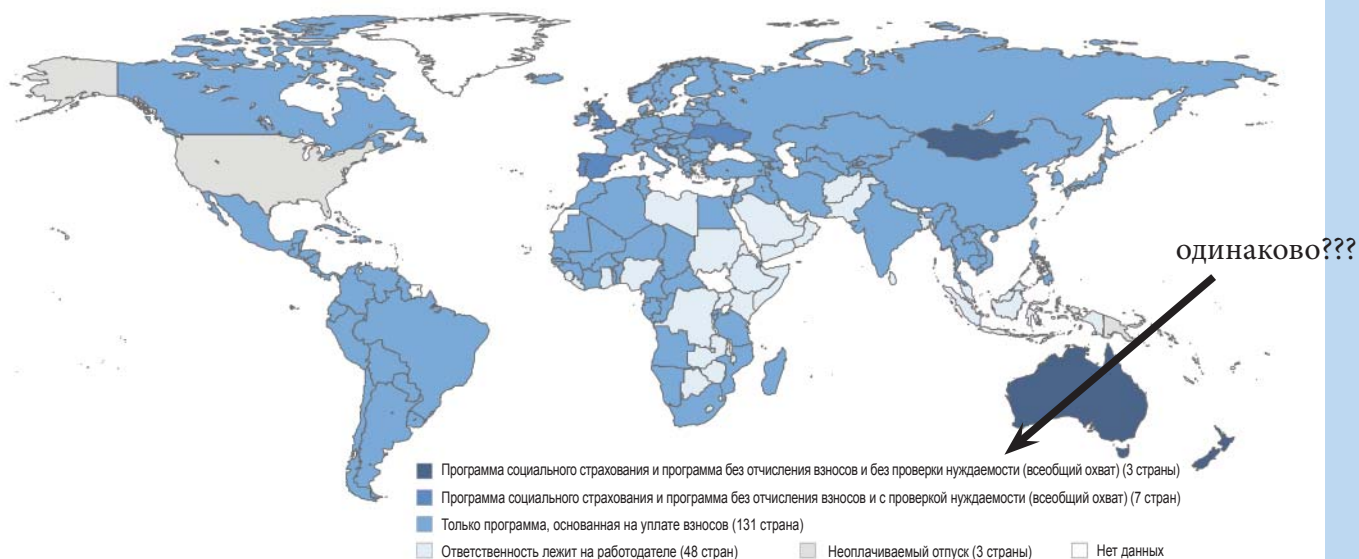 одинаково???
Программа социального страхования и программа без отчисления взносов и без проверки нуждаемости (всеобщий охват) (3 страны)
Программа социального страхования и программа без отчисления взносов и с проверкой нуждаемости (всеобщий охват) (7 стран)
Только программа, основанная на уплате взносов (131 страна)
Ответственность лежит на работодателе (48 стран) Неоплачиваемый отпуск (3 страны) Нет данных